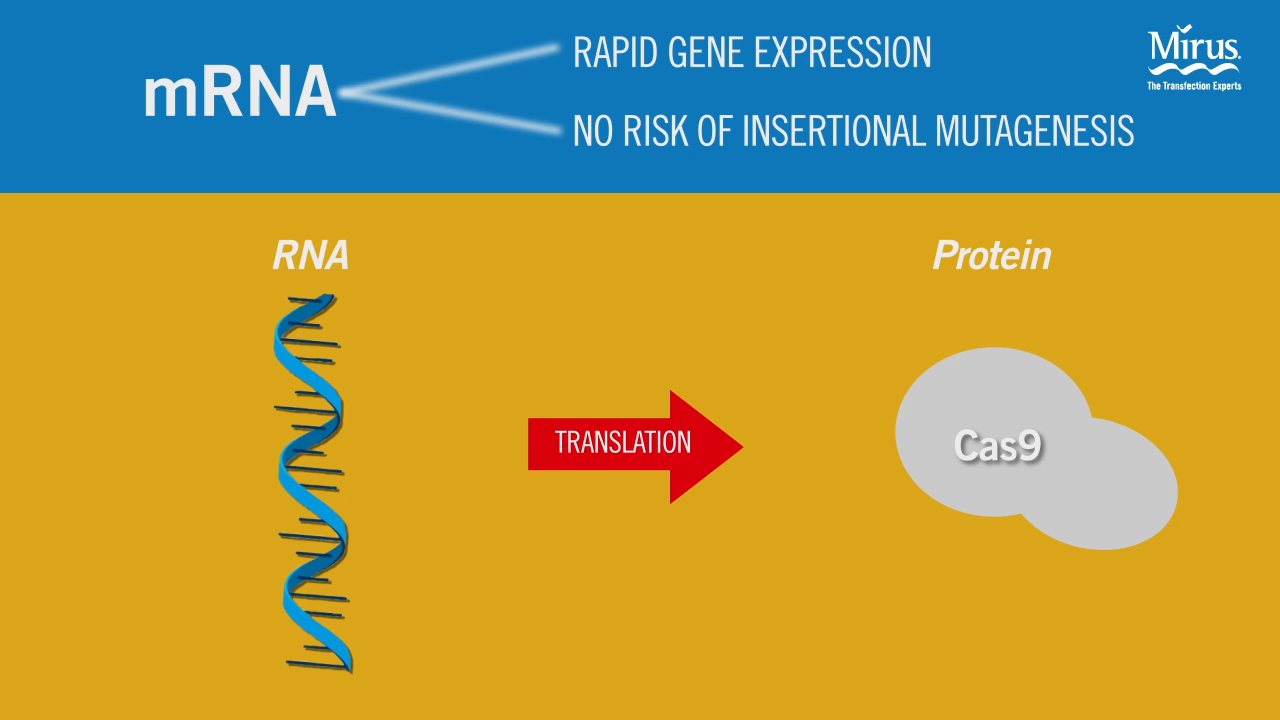 mRNA
RAPID GENE EXPRESSION
NO RISK OF INSERTIONAL MUTAGENESIS
Mirus.
The Transfection Experts
RNA
Protein
TRANSLATION
Cas9